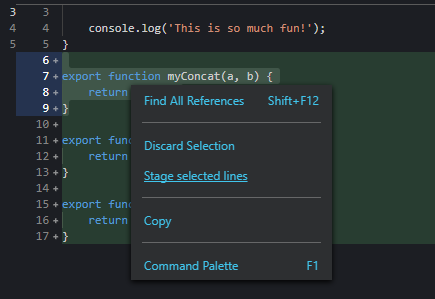 3 3
4 4 console.log('This is so much fun!');
5 5 }
6 +
7 + export function myConcat(a, b) {
8 + return
9 + }
10 +
11 + export func
12 + return
13 + }
14 +
15 + export func
16 + return
17 + }
Find All References Shift+F12
Discard Selection
Stage selected lines
Copy
Command Palette F1